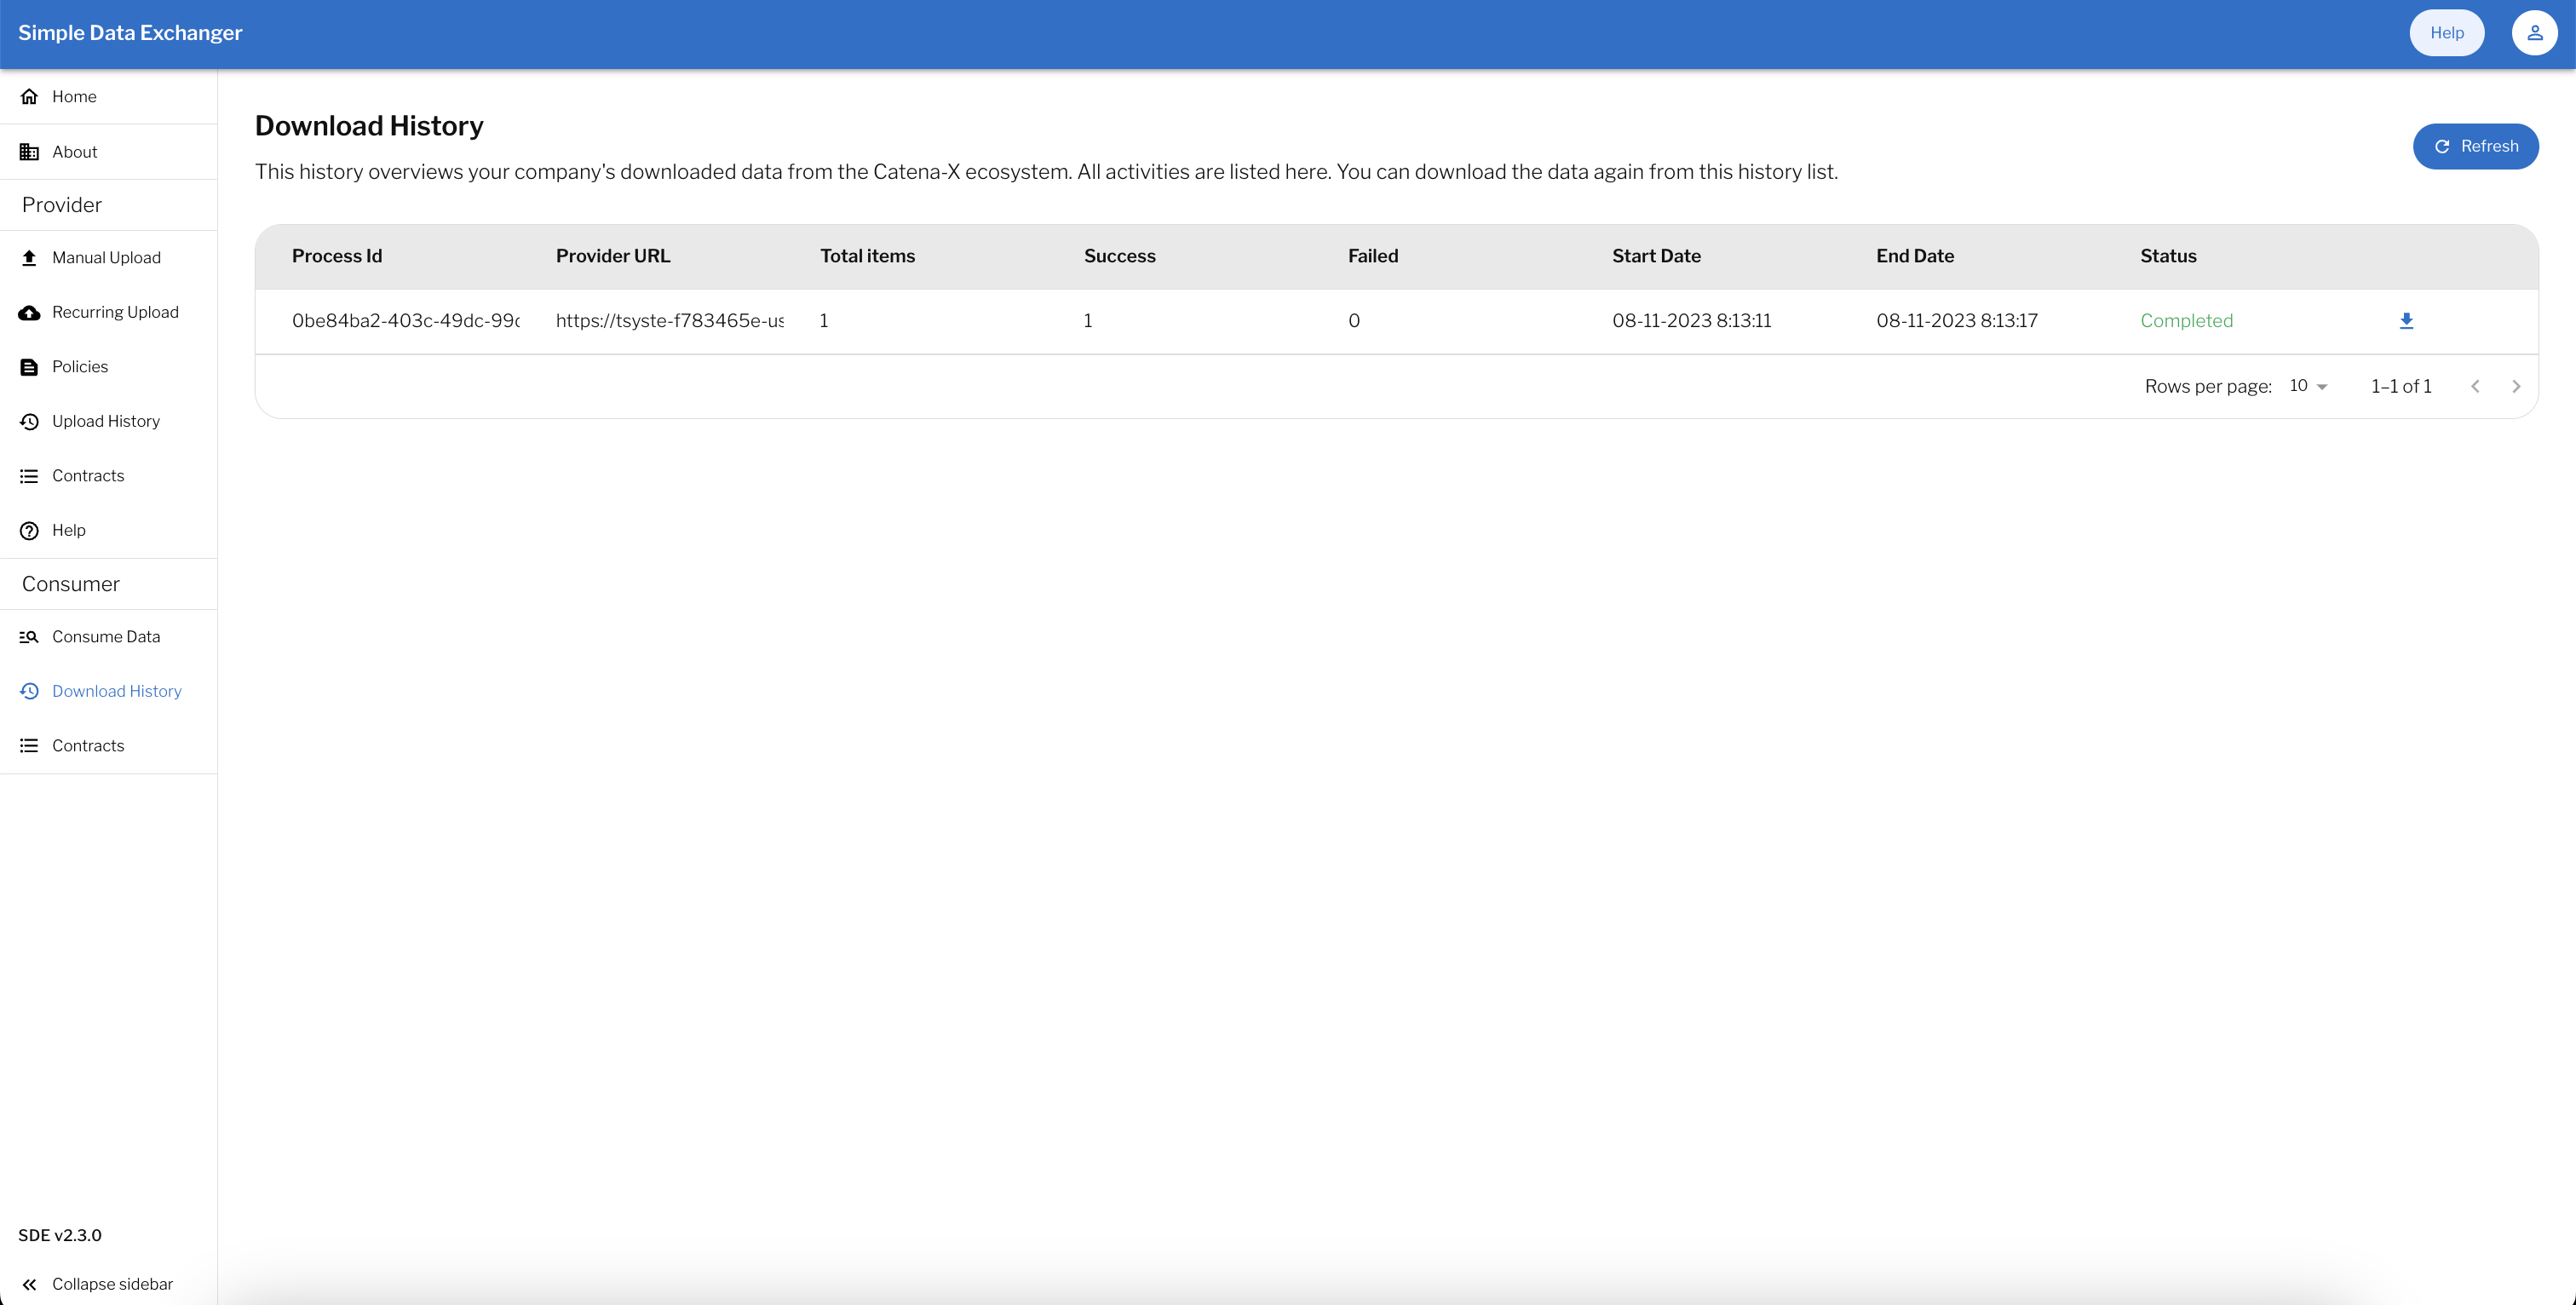 Simple Data Exchanger
Help
Home
About
Provider
Manual Upload
Recurring Upload
Policies
Upload History
Contracts
Help
Consumer
Consume Data
Download History
Contracts
SDE v2.3.0
Collapse sidebar
Download History
Refresh
This history overviews your company's downloaded data from the Catena-X ecosystem. All activities are listed here. You can download the data again from this history list.
Process Id Provider URL Total items Success Failed Start Date End Date Status
0be84ba2-403c-49dc-99c https://tsyste-f783465e-us 1 1 0 08-11-2023 8:13:11 08-11-2023 8:13:17 Completed
Rows per page: 10 1–1 of 1